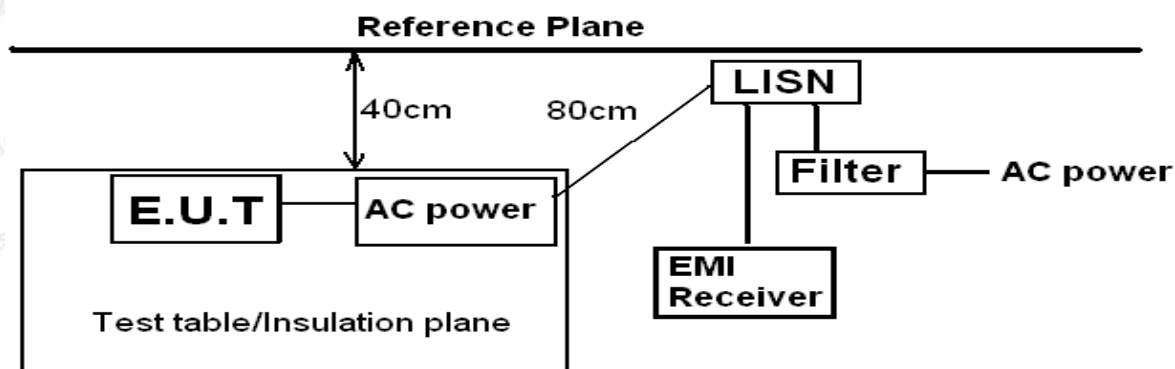 Reference Plane
LISN
40cm
80cm
Filter
AC power
E.U.T
AC power
EMI
Receiver
Test table/Insulation plane